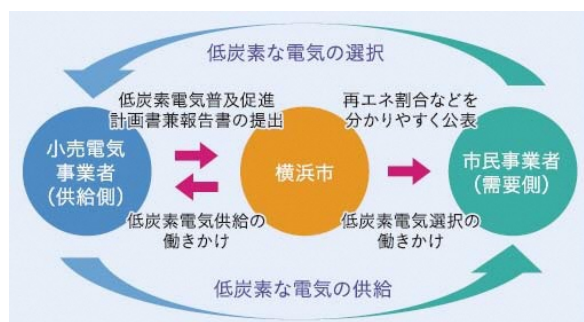 低炭素な電気の選択
低炭素電気普及促進
計画書兼報告書の提出
再エネ割合などを
分かりやすく公表
小売電気
事業者
(供給側)
横浜市
市民事業者
(需要側)
低炭素電気供給の
働きかけ
低炭素電気選択の
働きかけ
低炭素な電気の供給